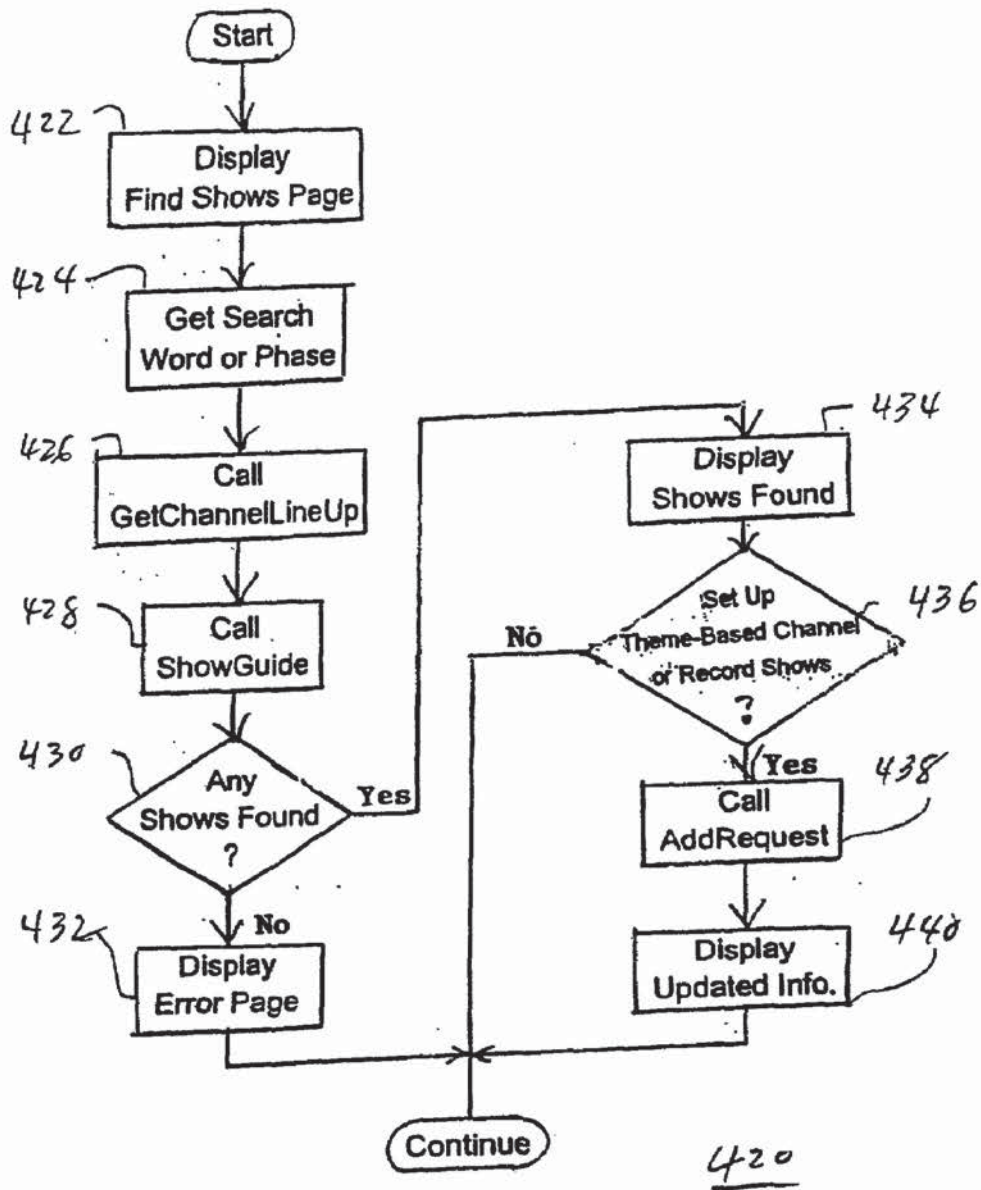 Start
422
Display
Find Shows Page
424
Get Search
Word or Phase
426
Call
GetChannelLineUp
428
Call
ShowGuide
430
Any
Shows Found
?
Yes
No
432
Display
Error Page
434
Display
Shows Found
436
Set Up
Theme-Based Channel
or Record Shows
?
No
Yes
438
Call
AddRequest
440
Display
Updated Info.
Continue
420